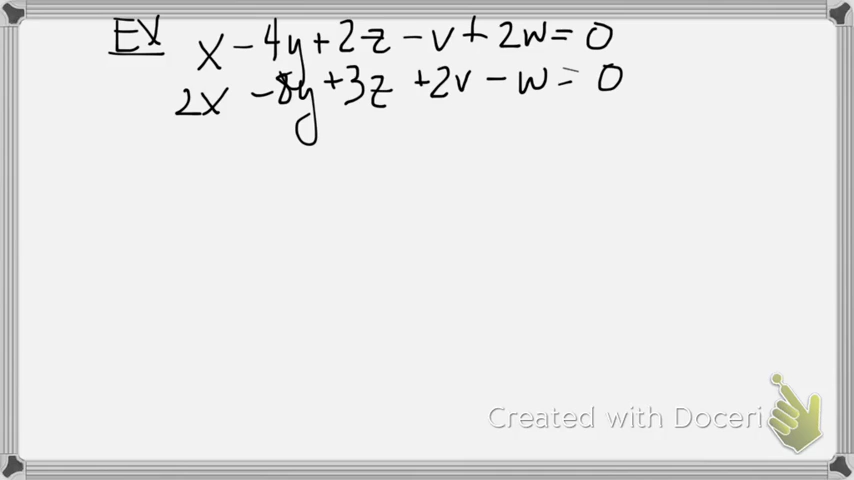 EX x - 4y + 2z - v + 2w = 0
2x - 8y + 3z + 2v - w = 0
Created with Doceri